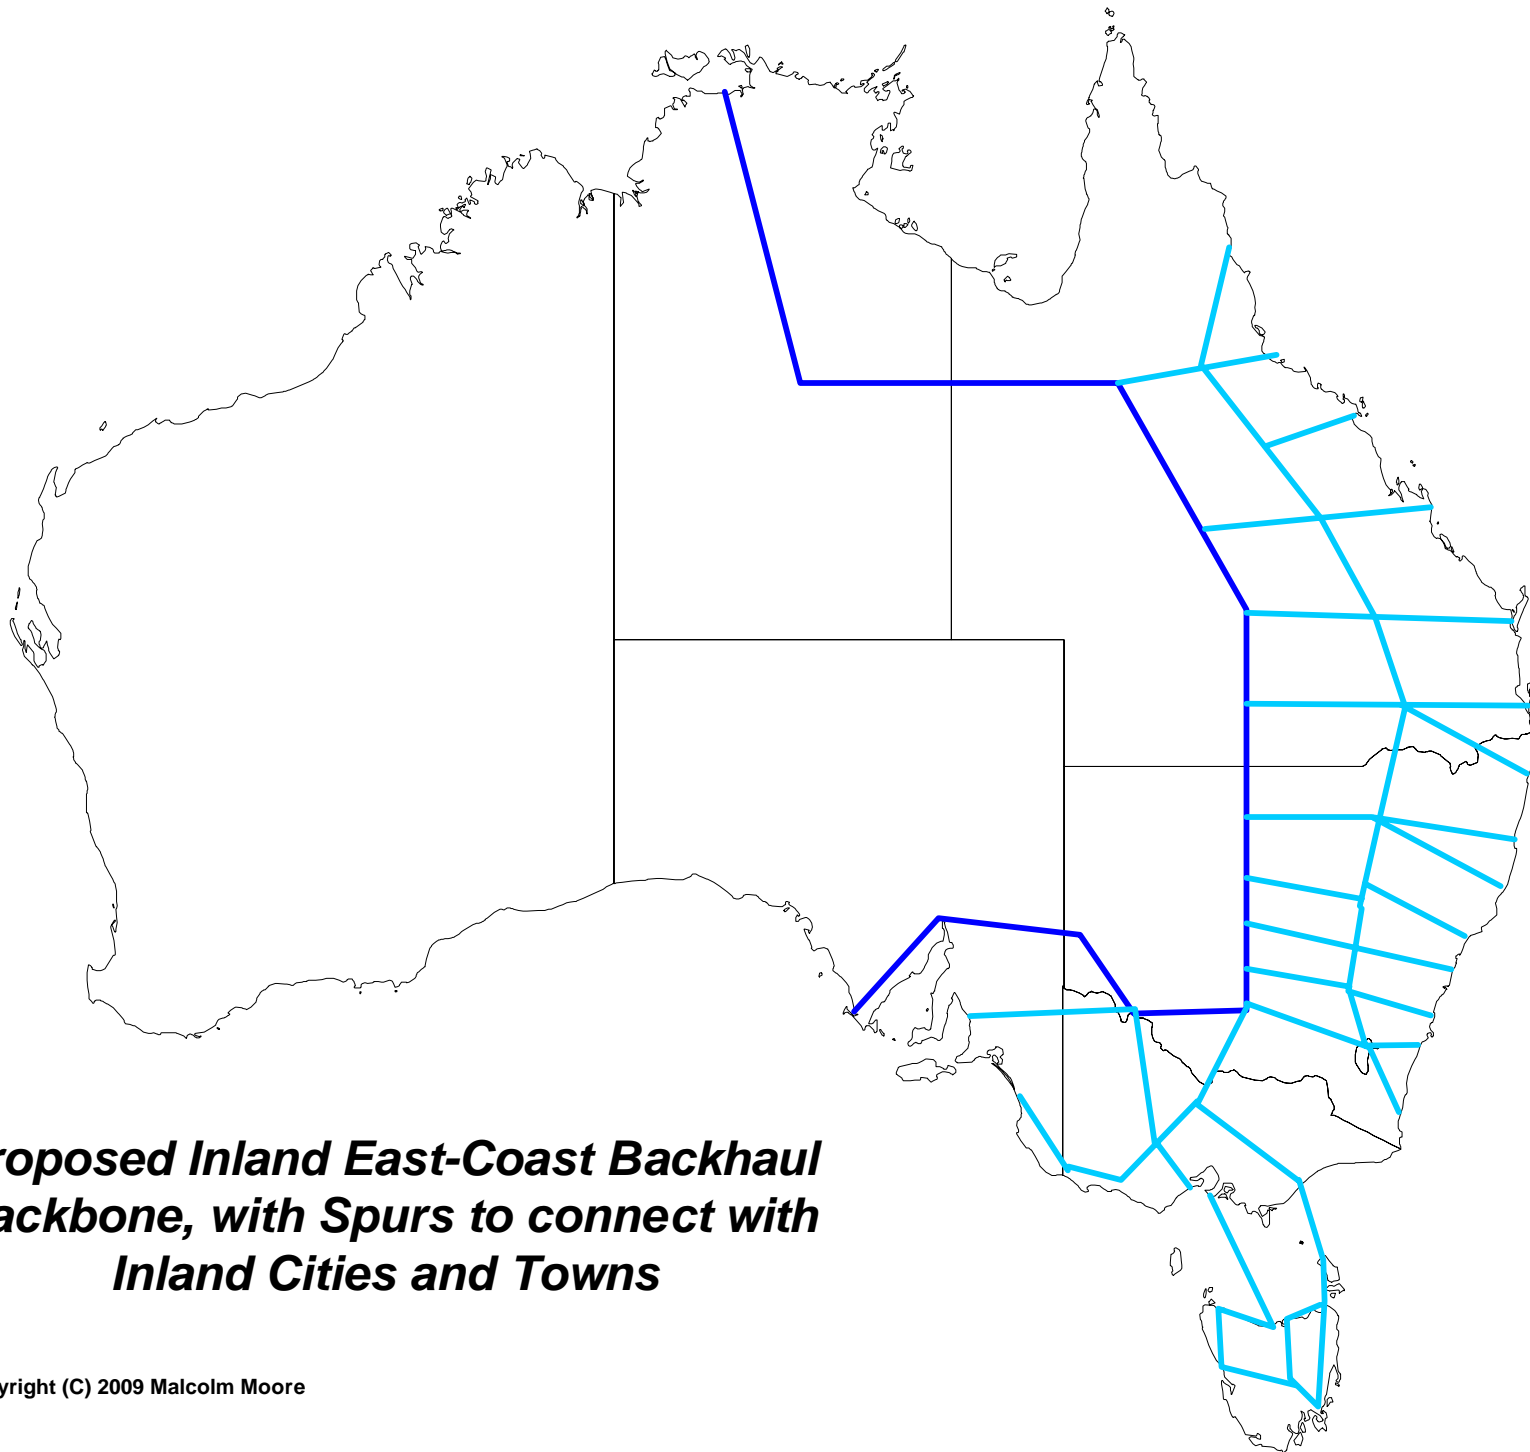 roposed Inland East-Coast Backhaul
ackbone, with Spurs to connect with
Inland Cities and Towns
yright (C) 2009 Malcolm Moore